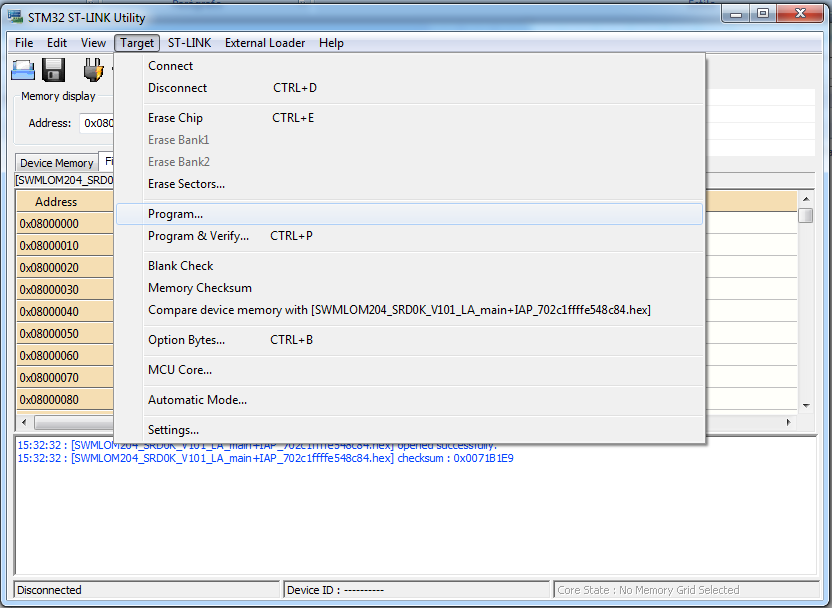 STM32 ST-LINK Utility
File Edit View Target ST-LINK External Loader Help
Memory display
Address: 0x080
Connect
Disconnect CTRL+D
Erase Chip CTRL+E
Erase Bank1
Erase Bank2
Erase Sectors...
Program...
Program & Verify... CTRL+P
Blank Check
Memory Checksum
Compare device memory with [SWMLOM204_SRD0K_V101_LA_main+IAP_702c1ffffe548c84.hex]
Option Bytes... CTRL+B
MCU Core...
Automatic Mode...
Settings...
Device Memory Fi
[SWMLOM204_SRD0
Address
0x08000000
0x08000010
0x08000020
0x08000030
0x08000040
0x08000050
0x08000060
0x08000070
0x08000080
15:32:32 : [SWMLOM204_SRD0K_V101_LA_main+IAP_702c1ffffe548c84.hex] opened successfully.
15:32:32 : [SWMLOM204_SRD0K_V101_LA_main+IAP_702c1ffffe548c84.hex] checksum : 0x0071B1E9
Disconnected
Device ID : ----------
Core State : No Memory Grid Selected